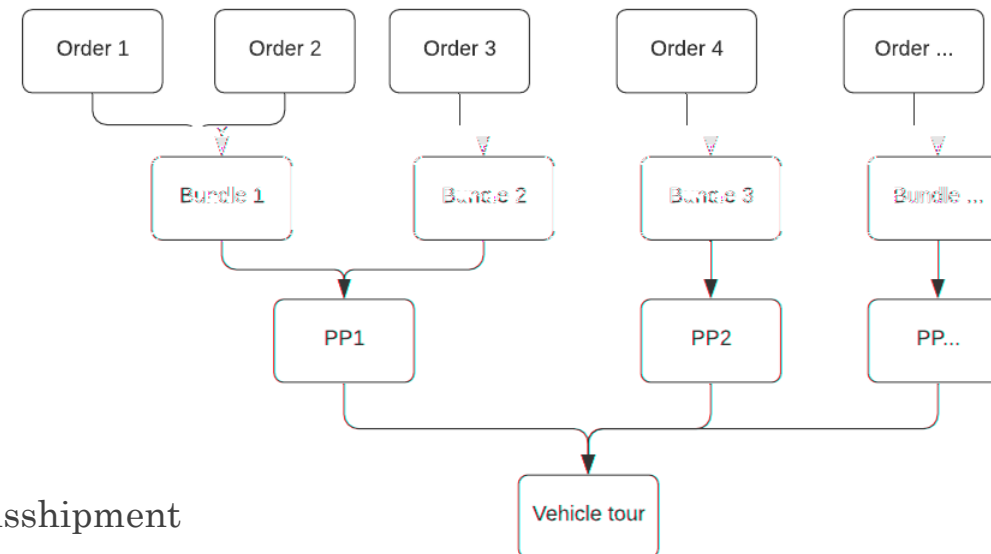 Order 1
Order 2
Order 3
Order 4
Order ...
Bundle 1
Bundle 2
Bundle 3
Bundle ...
PP1
PP2
PP...
Vehicle tour
sshipment